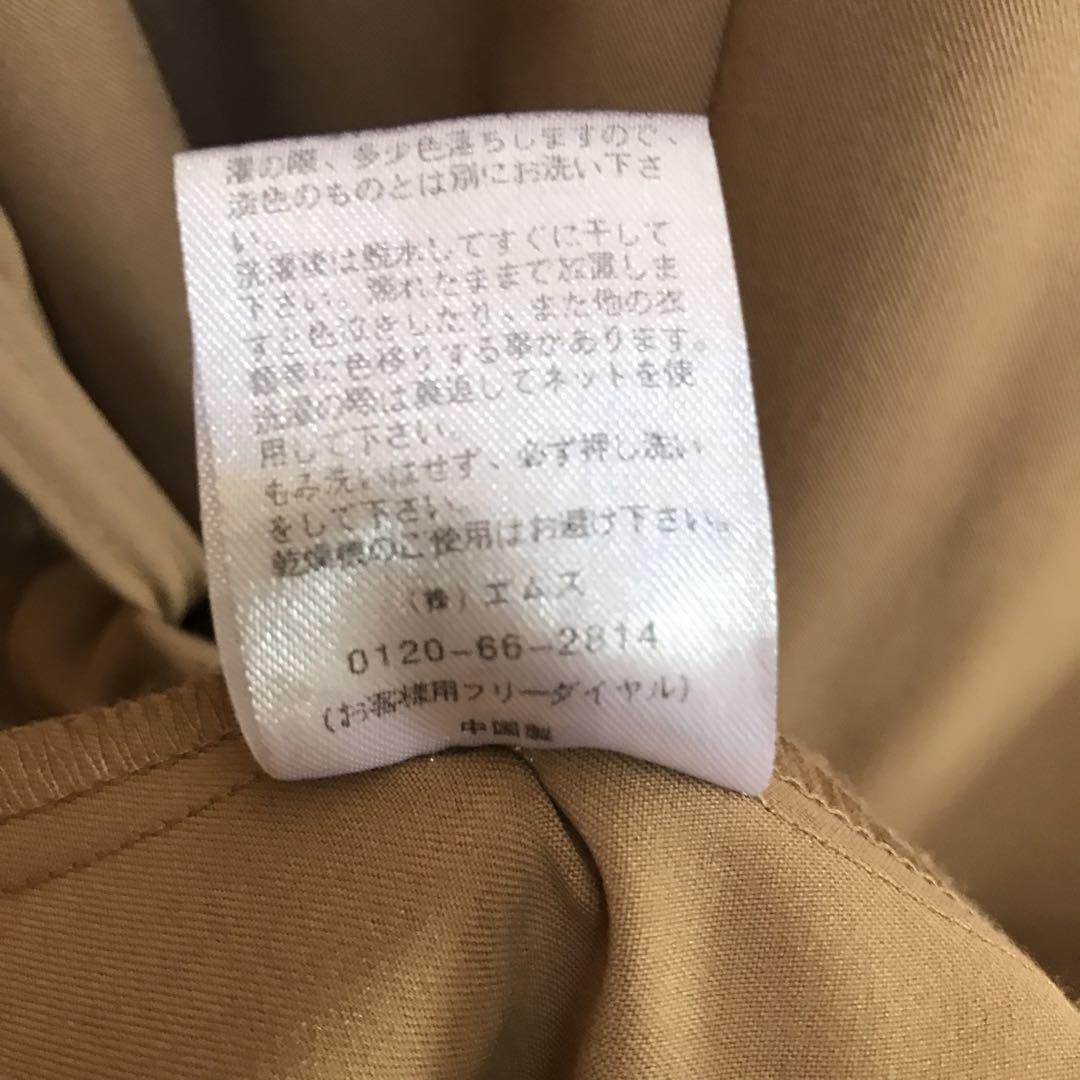 濯の際、多少色落ちしますので、
淡色のものとは別にお洗い下さ
い。
洗濯後は脱水してすぐに干して
下さい。濡れたままで放置しま
すと色泣きしたり、また他の衣
類等に色移りする事があります。
洗濯の際は裏返してネットを使
用して下さい。
もみ洗いはせず、必ず押し洗い
をして下さい。
乾燥機のご使用はお避け下さい。
(株)エムズ
0120-66-2814
(お客様用フリーダイヤル)
中国製